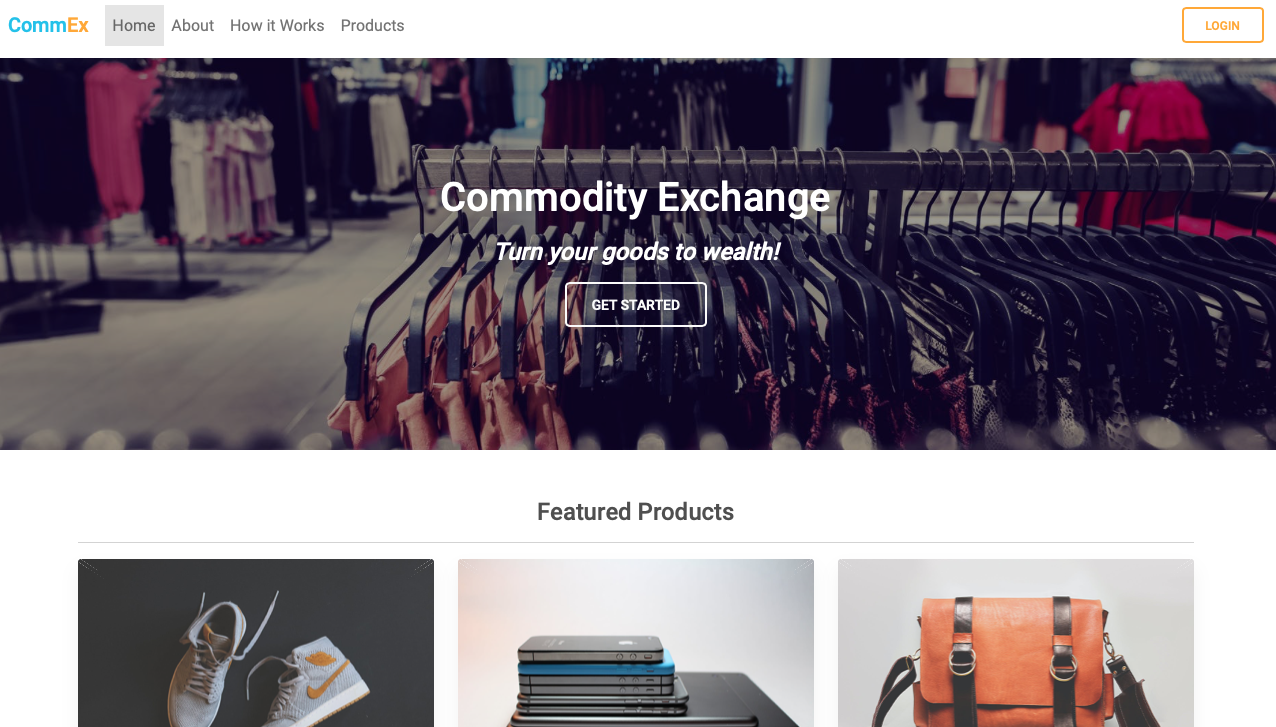 CommEx Home About How it Works Products LOGIN
Commodity Exchange
Turn your goods to wealth!
GET STARTED
Featured Products